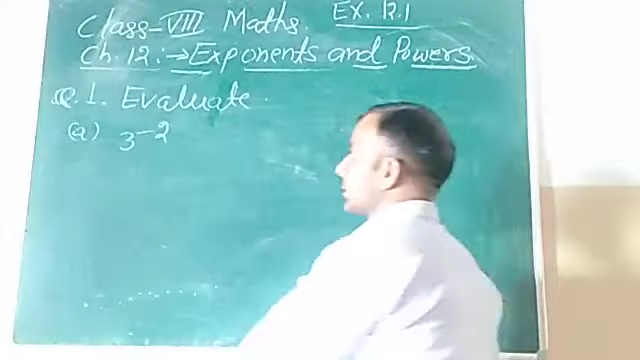 Class-VIII Maths. Ex. 12.1
Ch. 12:→Exponents and Powers.
Q.1. Evaluate.
(a) 3-2